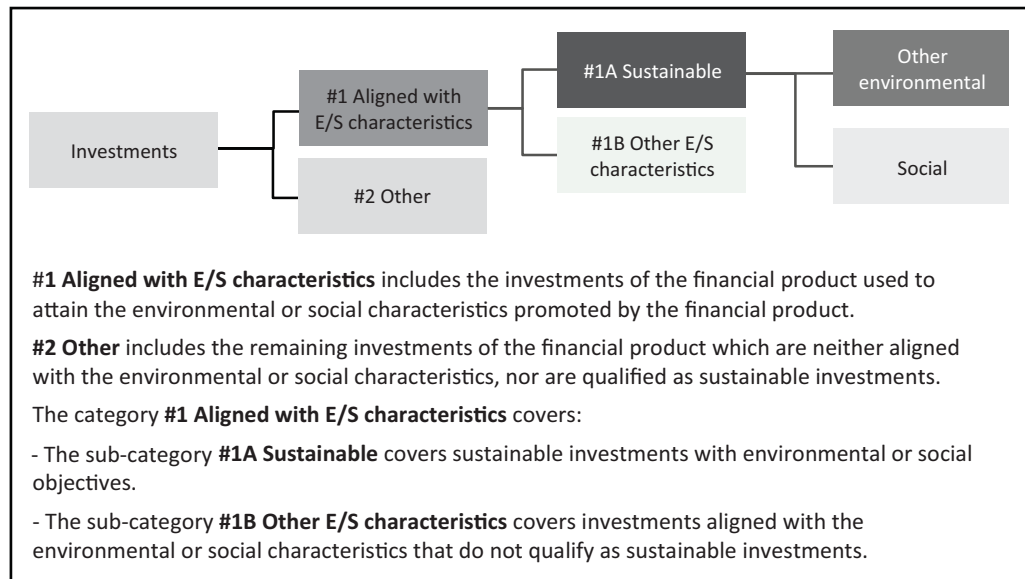 Investments
#1 Aligned with
E/S characteristics
#2 Other
#1A Sustainable
#1B Other E/S
characteristics
Other
environmental
Social
#1 Aligned with E/S characteristics includes the investments of the financial product used to
attain the environmental or social characteristics promoted by the financial product.
#2 Other includes the remaining investments of the financial product which are neither aligned
with the environmental or social characteristics, nor are qualified as sustainable investments.
The category #1 Aligned with E/S characteristics covers:
- The sub-category #1A Sustainable covers sustainable investments with environmental or social
objectives.
- The sub-category #1B Other E/S characteristics covers investments aligned with the
environmental or social characteristics that do not qualify as sustainable investments.